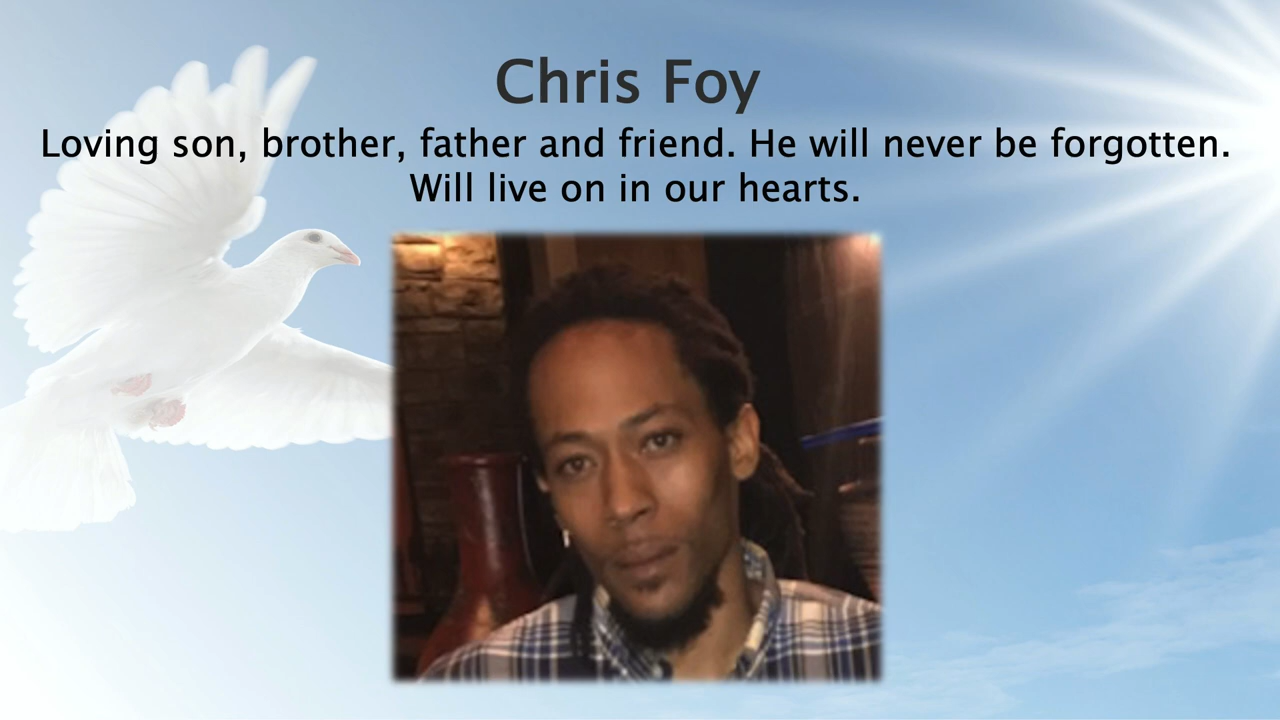 Chris Foy
Loving son, brother, father and friend. He will never be forgotten.
Will live on in our hearts.